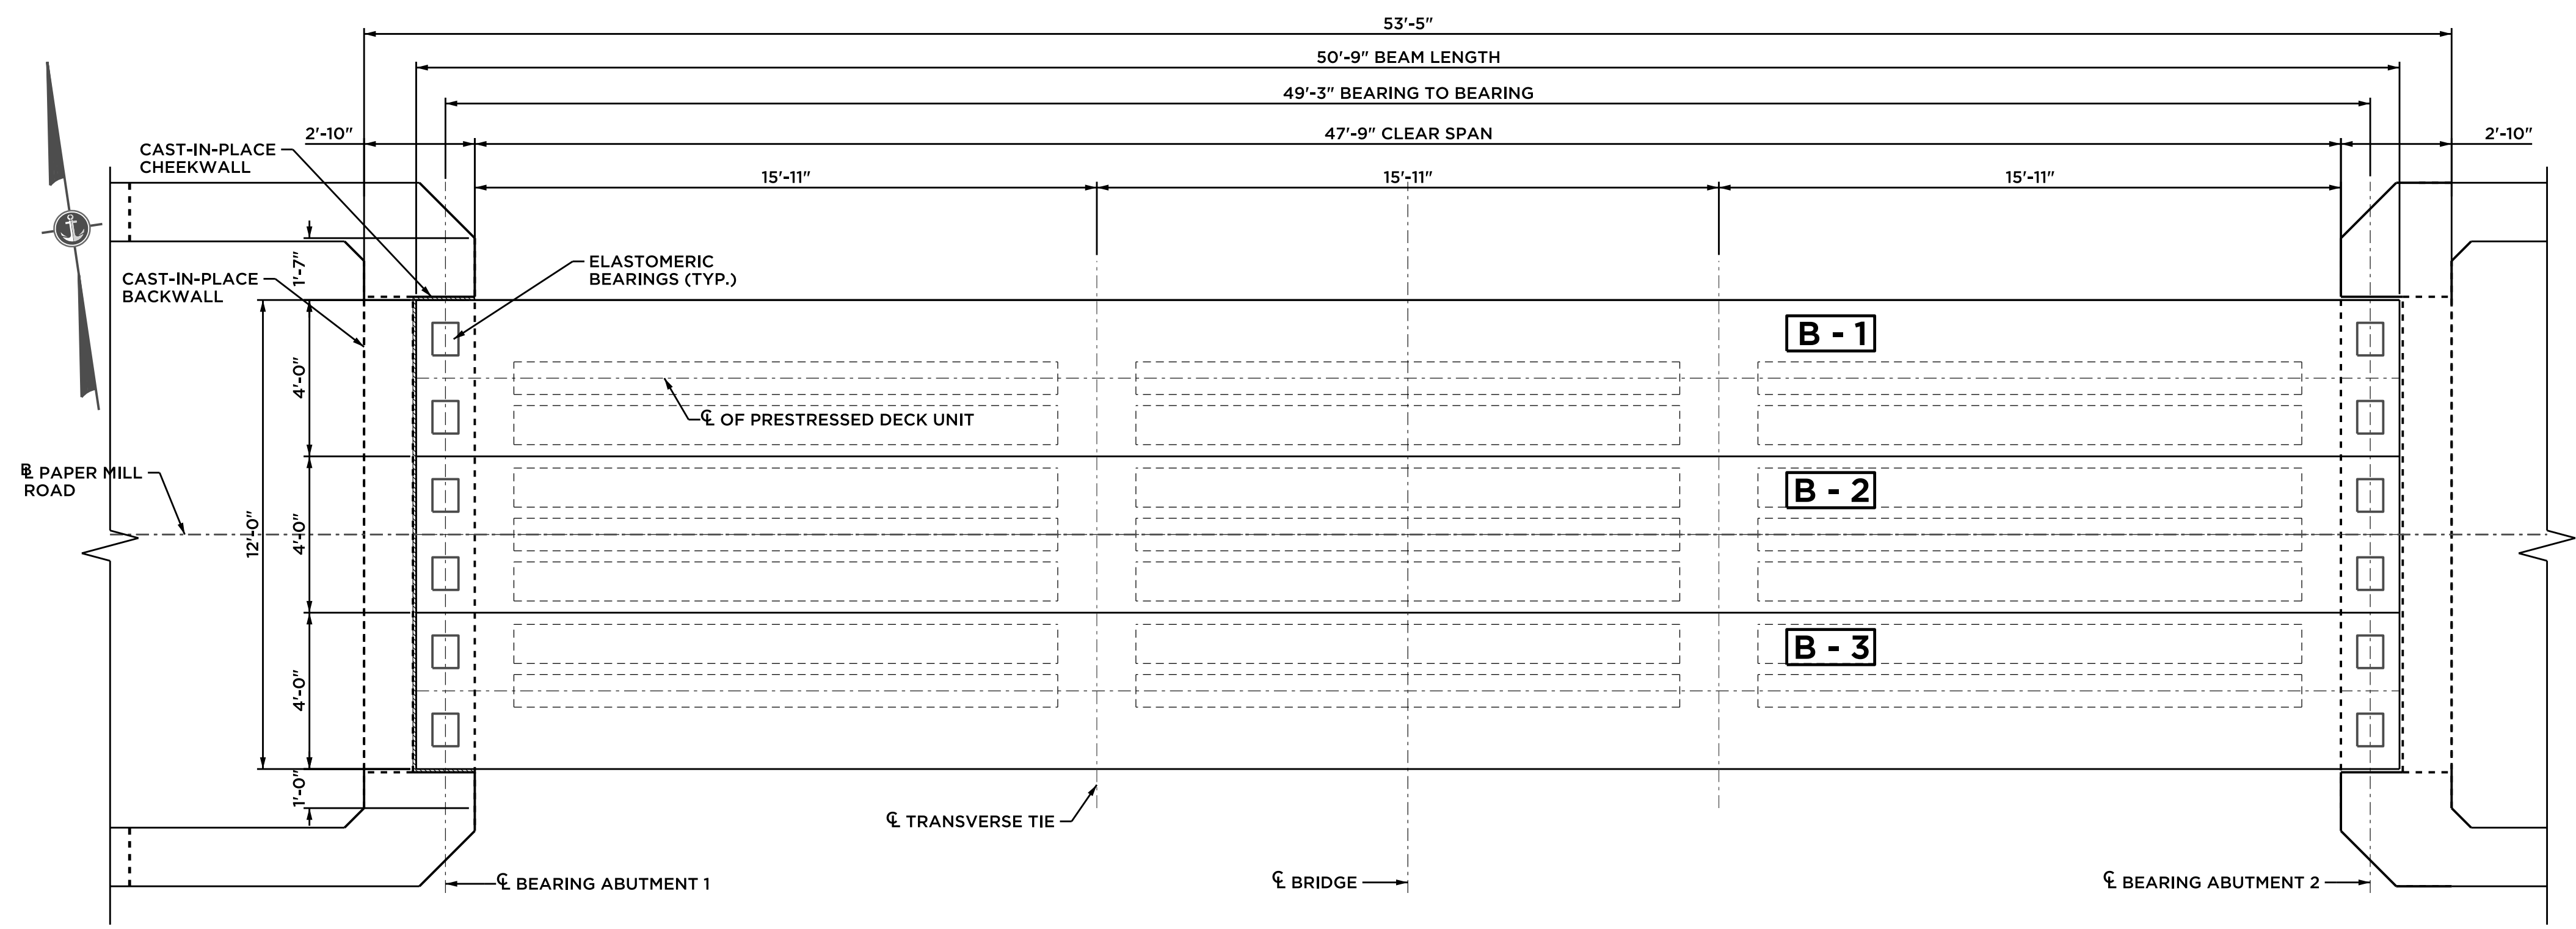 53'-5"
50'-9" BEAM LENGTH
49'-3" BEARING TO BEARING
2'-10"
47'-9" CLEAR SPAN
2'-10"
CAST-IN-PLACE
CHEEKWALL
15'-11"
15'-11"
15'-11"
1'-7"
ELASTOMERIC
BEARINGS (TYP.)
CAST-IN-PLACE
BACKWALL
B - 1
4'-0"
℄ OF PRESTRESSED DECK UNIT
BL PAPER MILL
ROAD
B - 2
12'-0"
4'-0"
B - 3
4'-0"
1'-0"
℄ TRANSVERSE TIE
℄ BEARING ABUTMENT 1
℄ BRIDGE
℄ BEARING ABUTMENT 2